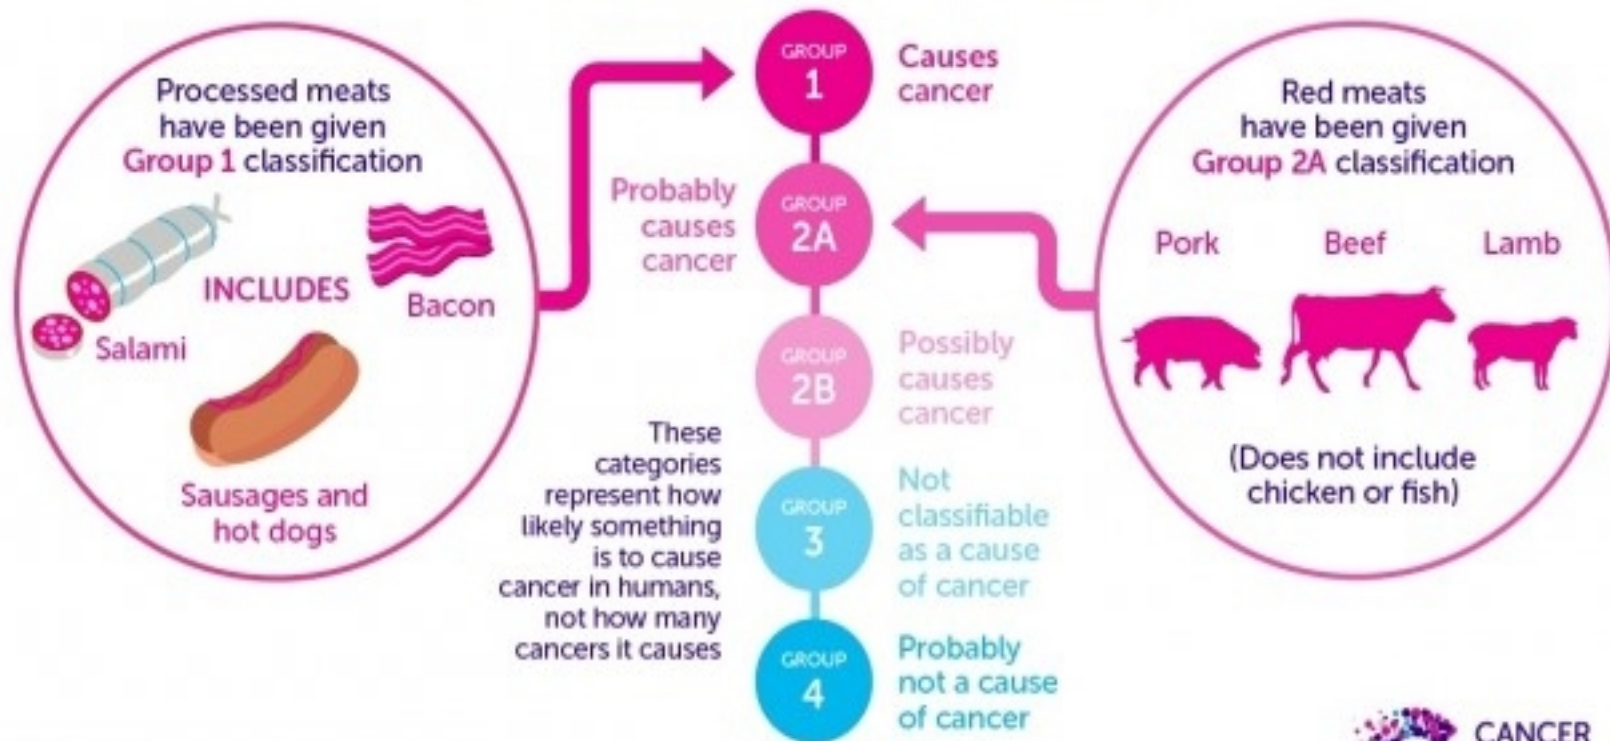 Processed meats
have been given
Group 1 classification
INCLUDES
Salami
Bacon
Sausages and
hot dogs
GROUP
1
Causes
cancer
Probably
causes
cancer
GROUP
2A
GROUP
2B
Possibly
causes
cancer
These
categories
represent how
likely something
is to cause
cancer in humans,
not how many
cancers it causes
GROUP
3
Not
classifiable
as a cause
of cancer
GROUP
4
Probably
not a cause
of cancer
Red meats
have been given
Group 2A classification
Pork
Beef
Lamb
(Does not include
chicken or fish)
CANCER